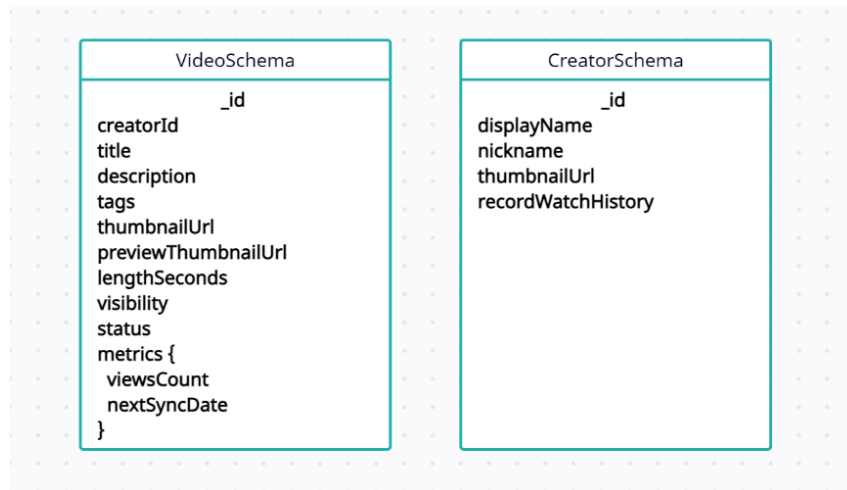 VideoSchema
_id
creatorId
title
description
tags
thumbnailUrl
previewThumbnailUrl
lengthSeconds
visibility
status
metrics {
viewsCount
nextSyncDate
}
CreatorSchema
_id
displayName
nickname
thumbnailUrl
recordWatchHistory